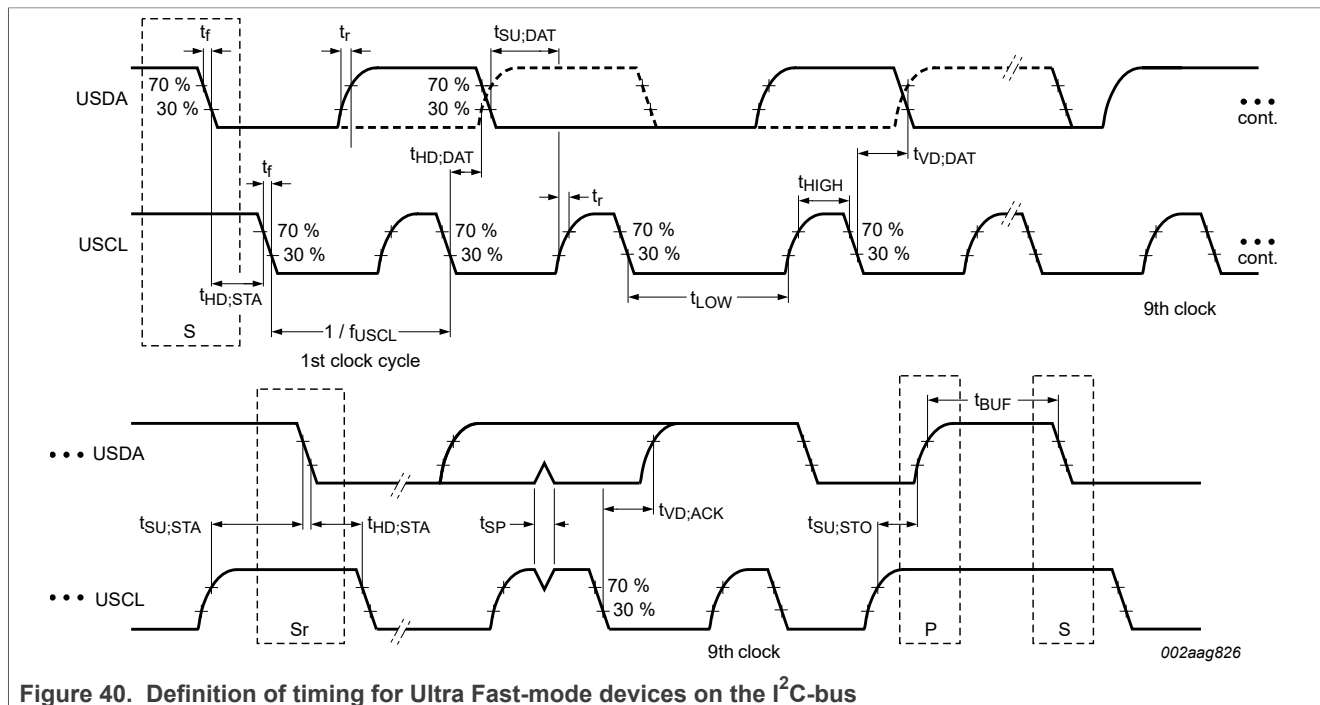 tf
tr
tSU;DAT
70 %
30 %
70 %
30 %
USDA
cont.
tHD;DAT
tVD;DAT
tf
tr
tHIGH
USCL
70 %
30 %
70 %
30 %
70 %
30 %
70 %
30 %
cont.
tHD;STA
tLOW
S
1 / fUSCL
1st clock cycle
9th clock
tBUF
••• USDA
tSU;STA
tHD;STA
tSP
tVD;ACK
tSU;STO
70 %
30 %
••• USCL
Sr
P
S
9th clock
002aag826
Figure 40. Definition of timing for Ultra Fast-mode devices on the I²C-bus